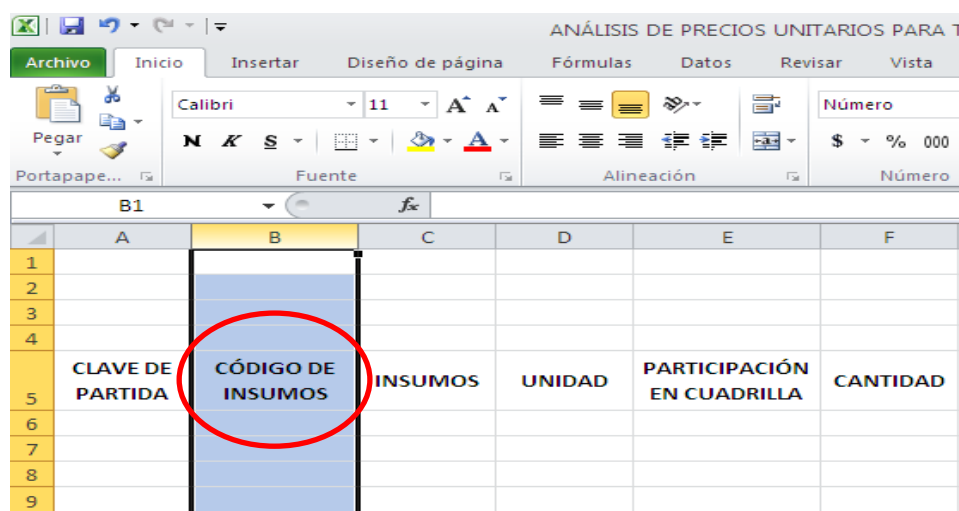 ANÁLISIS DE PRECIOS UNITARIOS PARA T
Archivo Inicio Insertar Diseño de página Fórmulas Datos Revisar Vista
Calibri 11 A A Número
Pegar N K S A $ % 000
Portapape... Fuente Alineación Número
B1 fx
A B C D E F
1
2
3
4
CLAVE DE CÓDIGO DE PARTICIPACIÓN
INSUMOS UNIDAD CANTIDAD
5 PARTIDA INSUMOS EN CUADRILLA
6
7
8
9